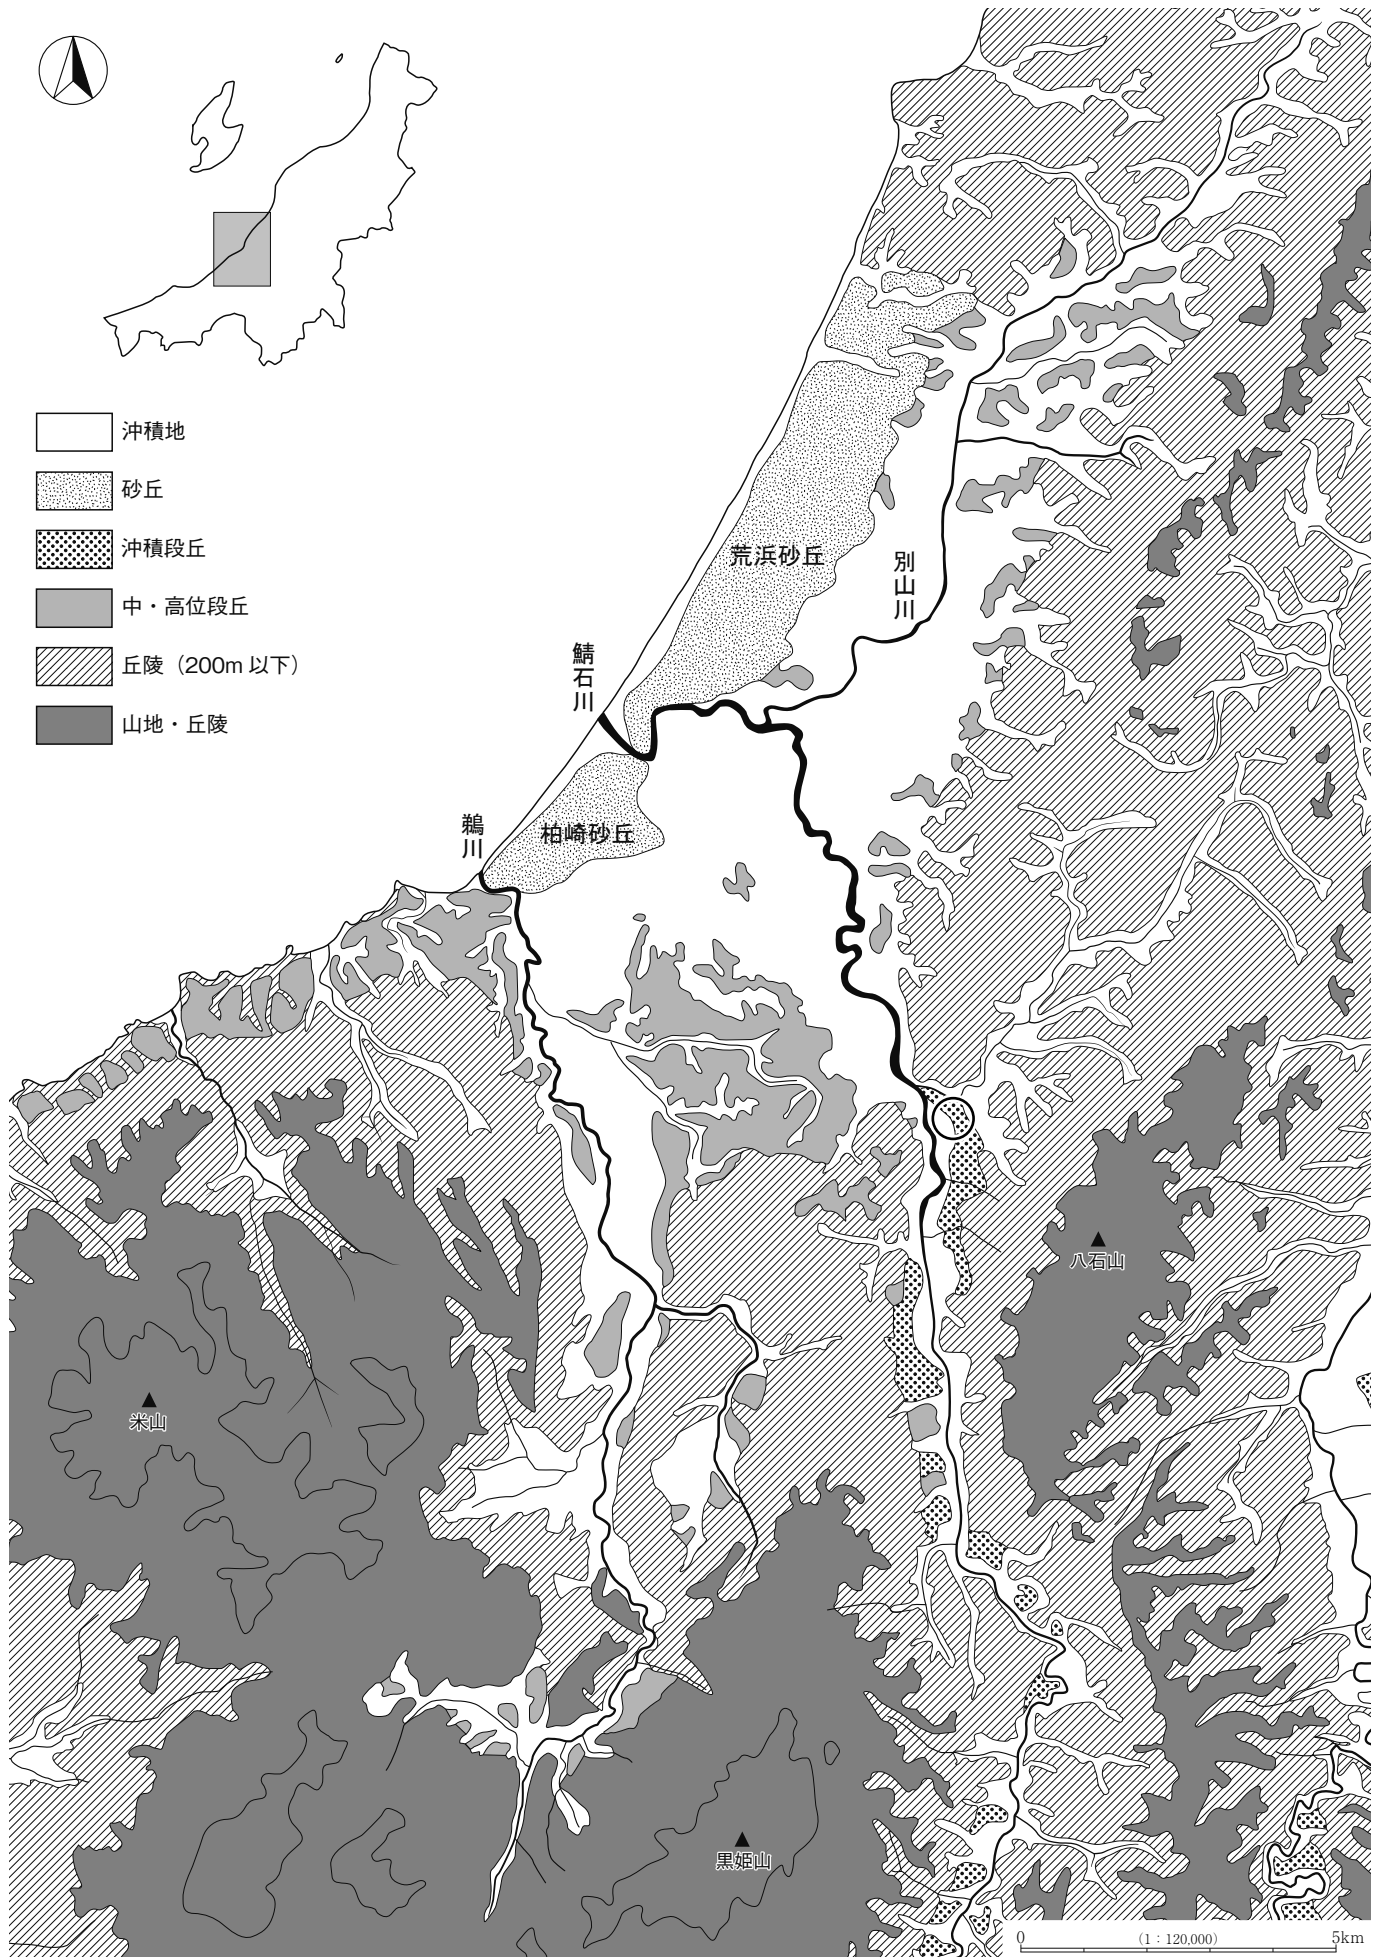 沖積地
砂丘
沖積段丘
中・高位段丘
丘陵（200m 以下）
山地・丘陵
荒浜砂丘
別山川
鯖石川
柏崎砂丘
鵜川
八石山
米山
黒姫山
0 （1：120,000） 5km